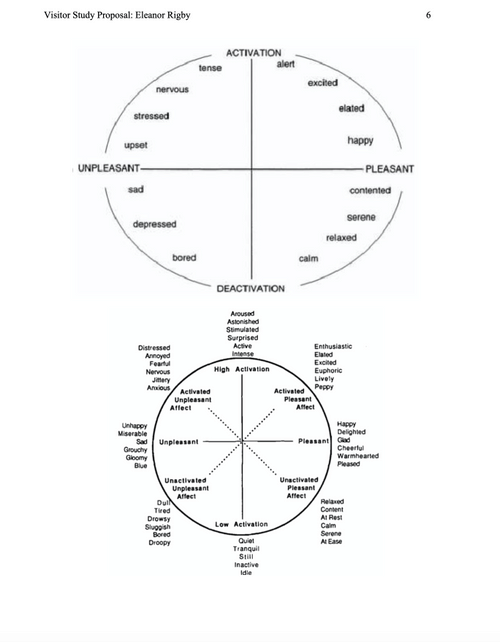 Visitor Study Proposal: Eleanor Rigby 6
ACTIVATION
tense alert
nervous excited
stressed elated
upset happy
UNPLEASANT PLEASANT
sad contented
depressed serene
relaxed
bored calm
DEACTIVATION
Aroused
Astonished
Stimulated
Surprised
Active
Intense
High Activation
Distressed
Annoyed
Fearful
Nervous
Jittery
Anxious
Activated
Unpleasant
Affect
Enthusiastic
Elated
Excited
Euphoric
Lively
Peppy
Activated
Pleasant
Affect
Unhappy
Miserable
Sad
Grouchy
Gloomy
Blue
Unpleasant
Pleasant
Happy
Delighted
Glad
Cheerful
Warmhearted
Pleased
Unactivated
Unpleasant
Affect
Dull
Tired
Drowsy
Sluggish
Bored
Droopy
Unactivated
Pleasant
Affect
Relaxed
Content
At Rest
Calm
Serene
At Ease
Low Activation
Quiet
Tranquil
Still
Inactive
Idle